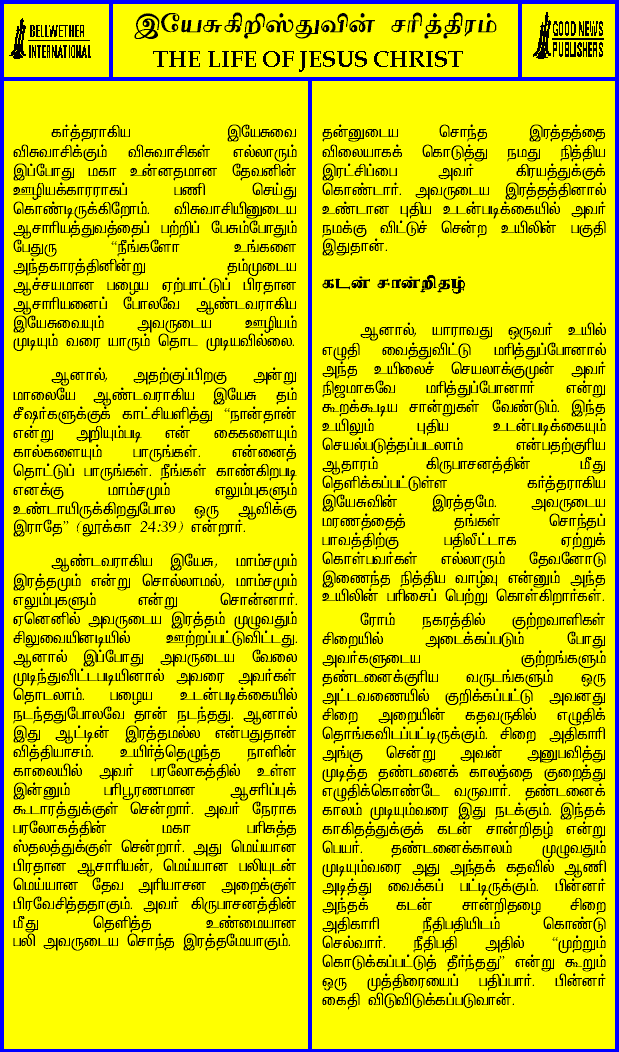 BELLWETHER
INTERNATIONAL
இயேசுகிறிஸ்துவின் சரித்திரம்
THE LIFE OF JESUS CHRIST
GOOD NEWS
PUBLISHERS
கர்த்தராகிய இயேசுவை
விசுவாசிக்கும் விசுவாசிகள் எல்லாரும்
இப்போது மகா உன்னதமான தேவனின்
ஊழியக்காரராகப் பணி செய்து
கொண்டிருக்கிறோம். விசுவாசியினுடைய
ஆசாரியத்துவத்தைப் பற்றிப் பேசும்போதும்
பேதுரு “நீங்களோ உங்களை
அந்தகாரத்தினின்று தம்முடைய
ஆச்சயமான பழைய ஏற்பாட்டுப் பிரதான
ஆசாரியனைப் போலவே ஆண்டவராகிய
இயேசுவையும் அவருடைய ஊழியம்
முடியும் வரை யாரும் தொட முடியவில்லை.
ஆனால், அதற்குப்பிறகு அன்று
மாலையே ஆண்டவராகிய இயேசு தம்
சீஷர்களுக்குக் காட்சியளித்து “நான்தான்
என்று அறியும்படி என் கைகளையும்
கால்களையும் பாருங்கள். என்னைத்
தொட்டுப் பாருங்கள். நீங்கள் காண்கிறபடி
எனக்கு மாம்சமும் எலும்புகளும்
உண்டாயிருக்கிறதுபோல ஒரு ஆவிக்கு
இராதே” (லூக்கா 24:39) என்றார்.
ஆண்டவராகிய இயேசு, மாம்சமும்
இரத்தமும் என்று சொல்லாமல், மாம்சமும்
எலும்புகளும் என்று சொன்னார்.
ஏனெனில் அவருடைய இரத்தம் முழுவதும்
சிலுவையினடியில் ஊற்றப்பட்டுவிட்டது.
ஆனால் இப்போது அவருடைய வேலை
முடிந்துவிட்டபடியினால் அவரை அவர்கள்
தொடலாம். பழைய உடன்படிக்கையில்
நடந்ததுபோலவே தான் நடந்தது. ஆனால்
இது ஆட்டின் இரத்தமல்ல என்பதுதான்
வித்தியாசம். உயிர்த்தெழுந்த நாளின்
காலையில் அவர் பரலோகத்தில் உள்ள
இன்னும் பரிபூரணமான ஆசரிப்புக்
கூடாரத்துக்குள் சென்றார். அவர் நேராக
பரலோகத்தின் மகா பரிசுத்த
ஸ்தலத்துக்குள் சென்றார். அது மெய்யான
பிரதான ஆசாரியன், மெய்யான பலியுடன்
மெய்யான தேவ அரியாசன அறைக்குள்
பிரவேசித்ததாகும். அவர் கிருபாசனத்தின்
மீது தெளித்த உண்மையான
பலி அவருடைய சொந்த இரத்தமேயாகும்.
தன்னுடைய சொந்த இரத்தத்தை
விலையாகக் கொடுத்து நமது நித்திய
இரட்சிப்பை அவர் கிரயத்துக்குக்
கொண்டார். அவருடைய இரத்தத்தினால்
உண்டான புதிய உடன்படிக்கையில் அவர்
நமக்கு விட்டுச் சென்ற உயிலின் பகுதி
இதுதான்.
கடன் சான்றிதழ்
ஆனால், யாராவது ஒருவர் உயில்
எழுதி வைத்துவிட்டு மரித்துப்போனால்
அந்த உயிலைச் செயலாக்குமுன் அவர்
நிஜமாகவே மரித்துப்போனார் என்று
கூறக்கூடிய சான்றுகள் வேண்டும். இந்த
உயிலும் புதிய உடன்படிக்கையும்
செயல்படுத்தப்படலாம் என்பதற்குரிய
ஆதாரம் கிருபாசனத்தின் மீது
தெளிக்கப்பட்டுள்ள கர்த்தராகிய
இயேசுவின் இரத்தமே. அவருடைய
மரணத்தைத் தங்கள் சொந்தப்
பாவத்திற்கு பதிலீட்டாக ஏற்றுக்
கொள்பவர்கள் எல்லாரும் தேவனோடு
இணைந்த நித்திய வாழ்வு என்னும் அந்த
உயிலின் பரிசைப் பெற்று கொள்கிறார்கள்.
ரோம் நகரத்தில் குற்றவாளிகள்
சிறையில் அடைக்கப்படும் போது
அவர்களுடைய குற்றங்களும்
தண்டனைக்குரிய வருடங்களும் ஒரு
அட்டவணையில் குறிக்கப்பட்டு அவனது
சிறை அறையின் கதவருகில் எழுதிக்
தொங்கவிடப்பட்டிருக்கும். சிறை அதிகாரி
அங்கு சென்று அவன் அனுபவித்து
முடித்த தண்டனைக் காலத்தை குறைத்து
எழுதிக்கொண்டே வருவார். தண்டனைக்
காலம் முடியும்வரை இது நடக்கும். இந்தக்
காகிதத்துக்குக் கடன் சான்றிதழ் என்று
பெயர். தண்டனைக்காலம் முழுவதும்
முடியும்வரை அது அந்தக் கதவில் ஆணி
அடித்து வைக்கப் பட்டிருக்கும். பின்னர்
அந்தக் கடன் சான்றிதழை சிறை
அதிகாரி நீதிபதியிடம் கொண்டு
செல்வார். நீதிபதி அதில் “முற்றும்
கொடுக்கப்பட்டுத் தீர்ந்தது” என்று கூறும்
ஒரு முத்திரையைப் பதிப்பார். பின்னர்
கைதி விடுவிடுக்கப்படுவான்.